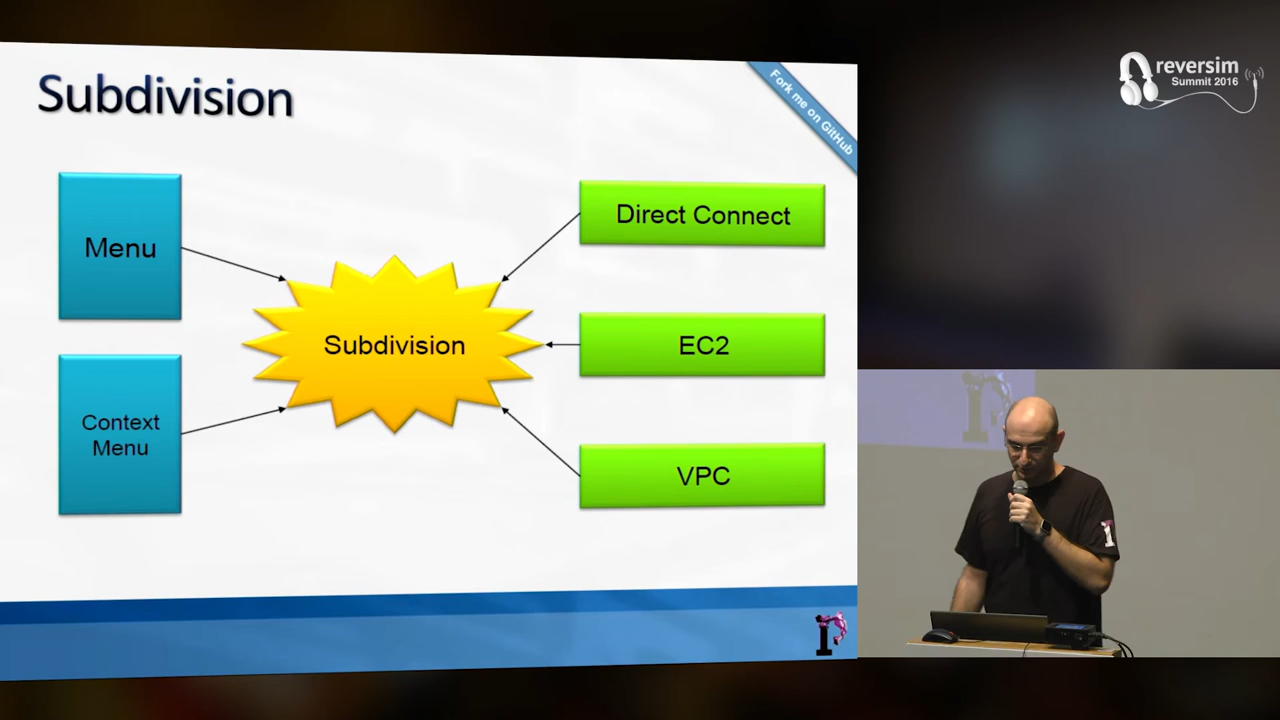 Subdivision
Fork me on GitHub
reversim
Summit 2016
Menu
Direct Connect
Subdivision
EC2
Context
Menu
VPC